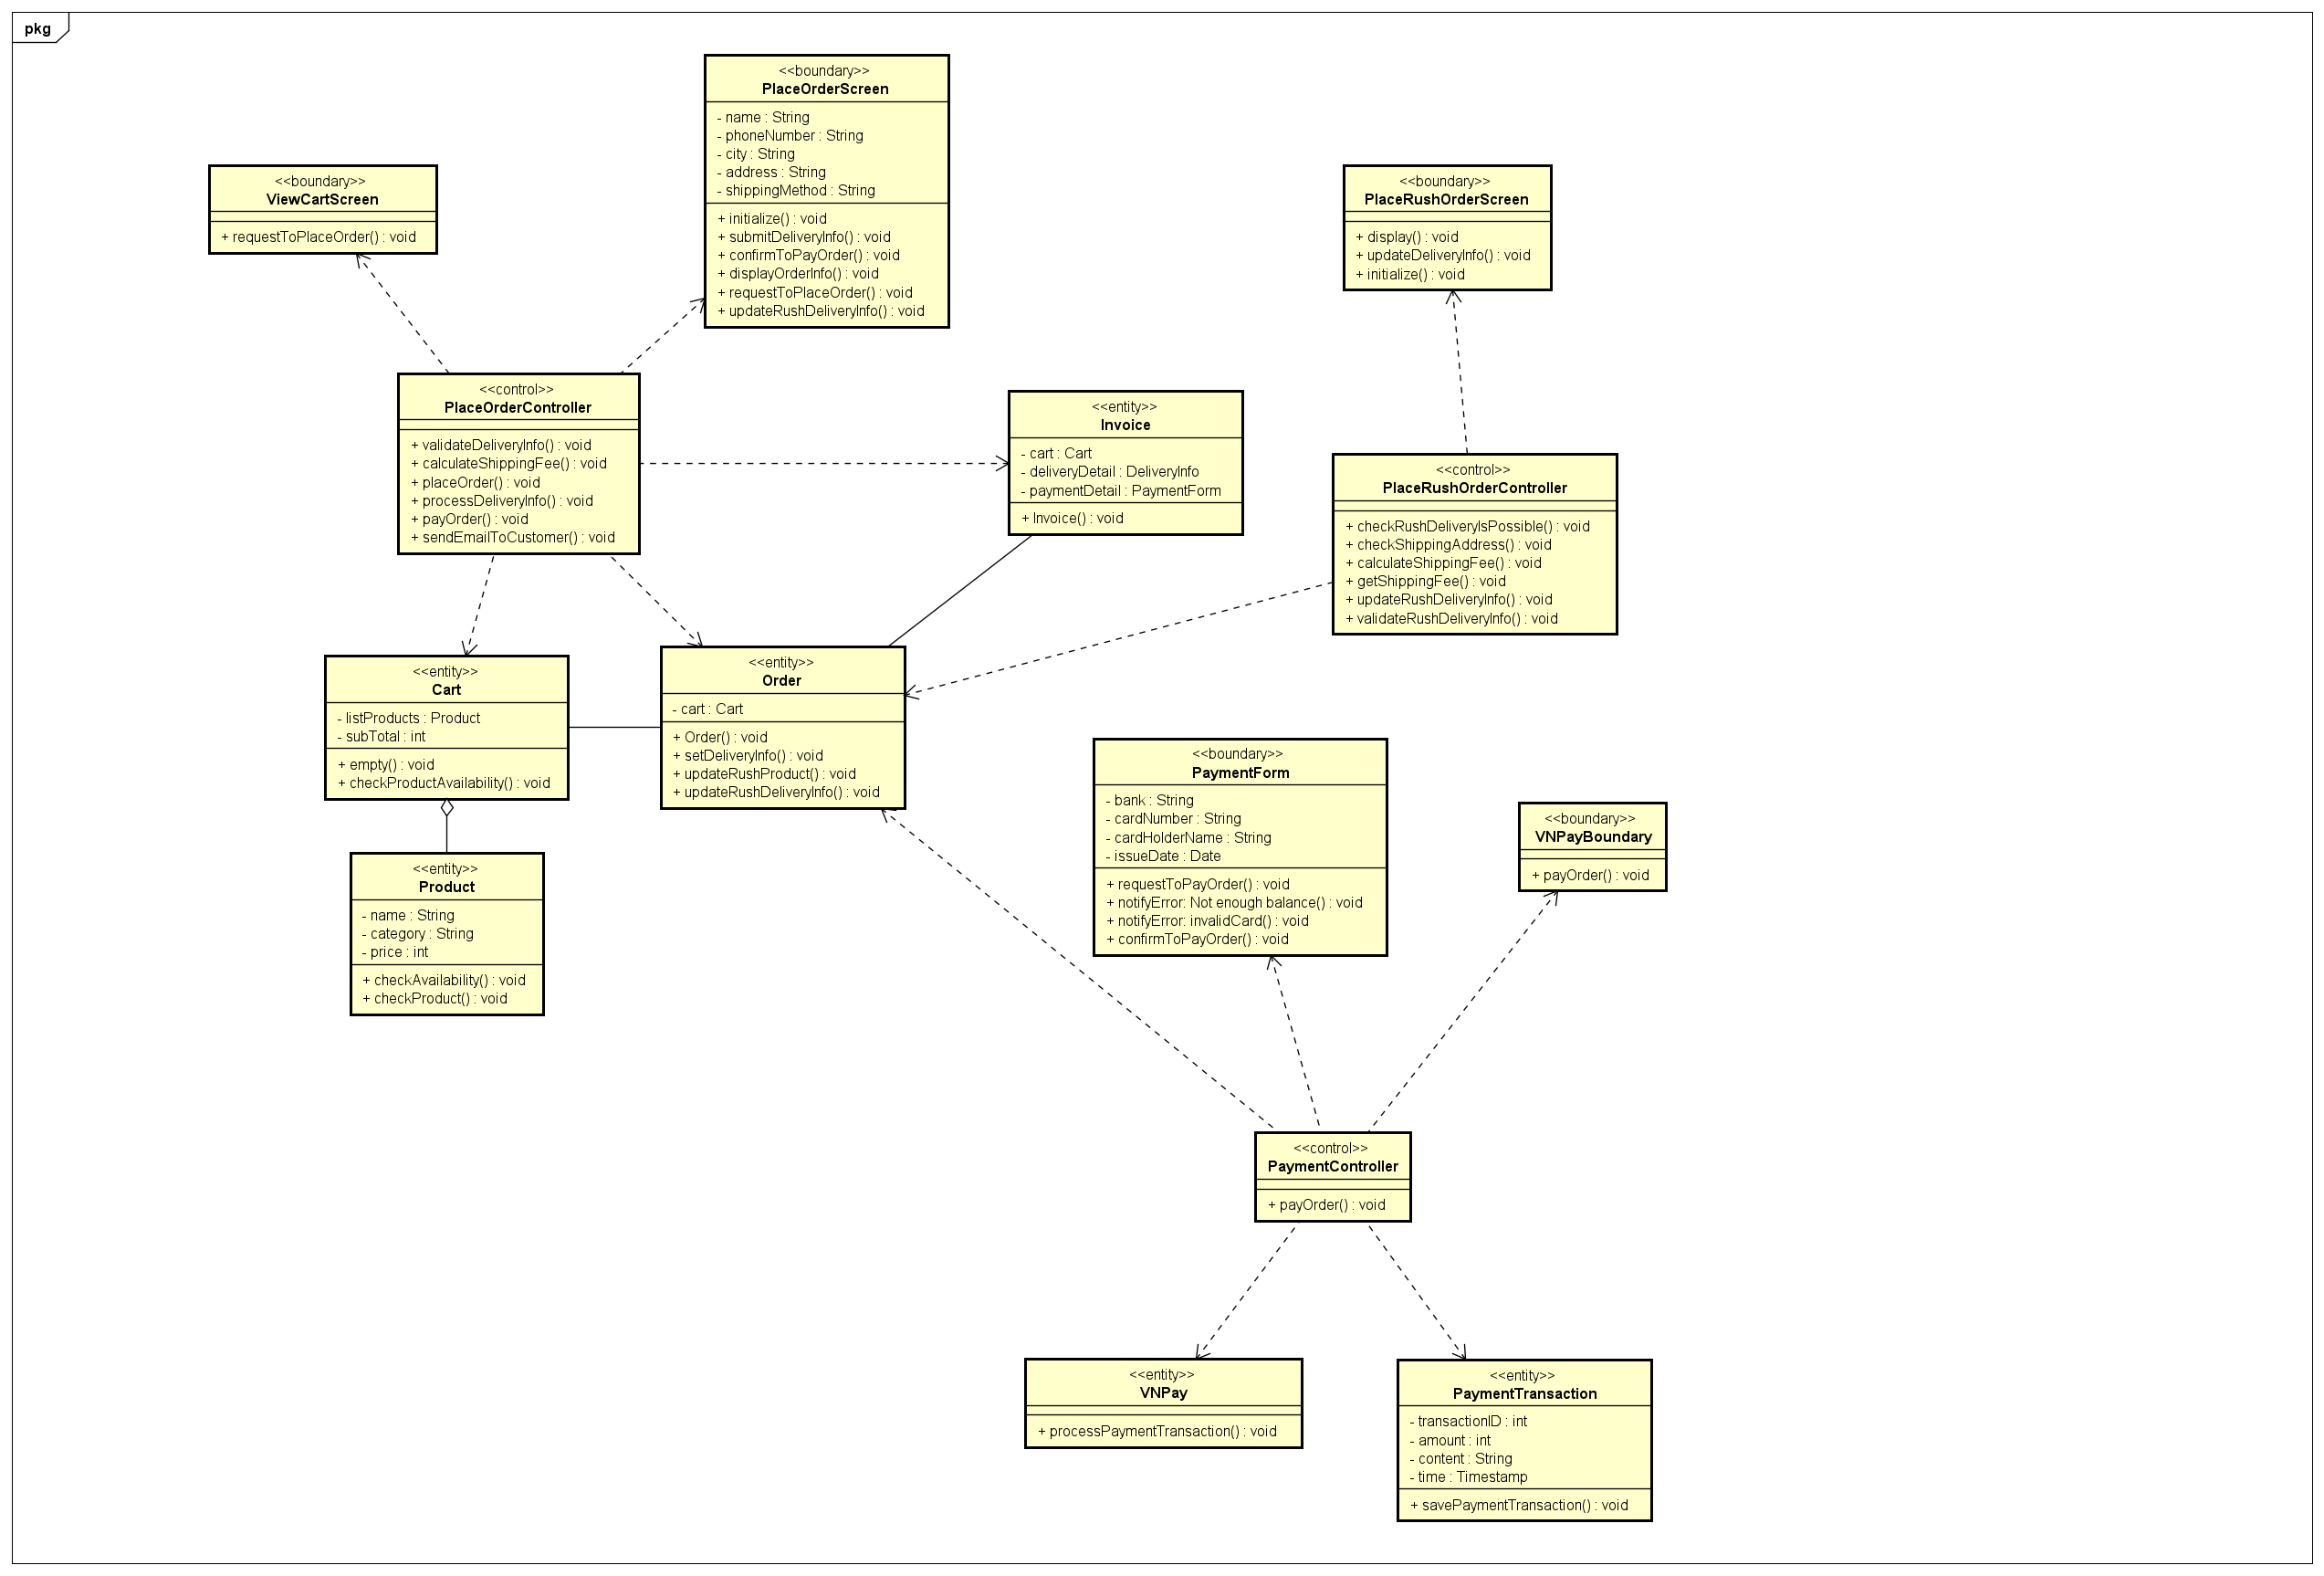 pkg
<<boundary>>
PlaceOrderScreen
- name : String
- phoneNumber : String
- city : String
- address : String
- shippingMethod : String
+ initialize() : void
+ submitDeliveryInfo() : void
+ confirmToPayOrder() : void
+ displayOrderInfo() : void
+ requestToPlaceOrder() : void
+ updateRushDeliveryInfo() : void
<<boundary>>
ViewCartScreen
+ requestToPlaceOrder() : void
<<boundary>>
PlaceRushOrderScreen
+ display() : void
+ updateDeliveryInfo() : void
+ initialize() : void
<<control>>
PlaceOrderController
+ validateDeliveryInfo() : void
+ calculateShippingFee() : void
+ placeOrder() : void
+ processDeliveryInfo() : void
+ payOrder() : void
+ sendEmailToCustomer() : void
<<entity>>
Invoice
- cart : Cart
- deliveryDetail : DeliveryInfo
- paymentDetail : PaymentForm
+ Invoice() : void
<<control>>
PlaceRushOrderController
+ checkRushDeliveryIsPossible() : void
+ checkShippingAddress() : void
+ calculateShippingFee() : void
+ getShippingFee() : void
+ updateRushDeliveryInfo() : void
+ validateRushDeliveryInfo() : void
<<entity>>
Cart
- listProducts : Product
- subTotal : int
+ empty() : void
+ checkProductAvailability() : void
<<entity>>
Order
- cart : Cart
+ Order() : void
+ setDeliveryInfo() : void
+ updateRushProduct() : void
+ updateRushDeliveryInfo() : void
<<boundary>>
PaymentForm
- bank : String
- cardNumber : String
- cardHolderName : String
- issueDate : Date
+ requestToPayOrder() : void
+ notifyError: Not enough balance() : void
+ notifyError: invalidCard() : void
+ confirmToPayOrder() : void
<<boundary>>
VNPayBoundary
+ payOrder() : void
<<entity>>
Product
- name : String
- category : String
- price : int
+ checkAvailability() : void
+ checkProduct() : void
<<control>>
PaymentController
+ payOrder() : void
<<entity>>
VNPay
+ processPaymentTransaction() : void
<<entity>>
PaymentTransaction
- transactionID : int
- amount : int
- content : String
- time : Timestamp
+ savePaymentTransaction() : void